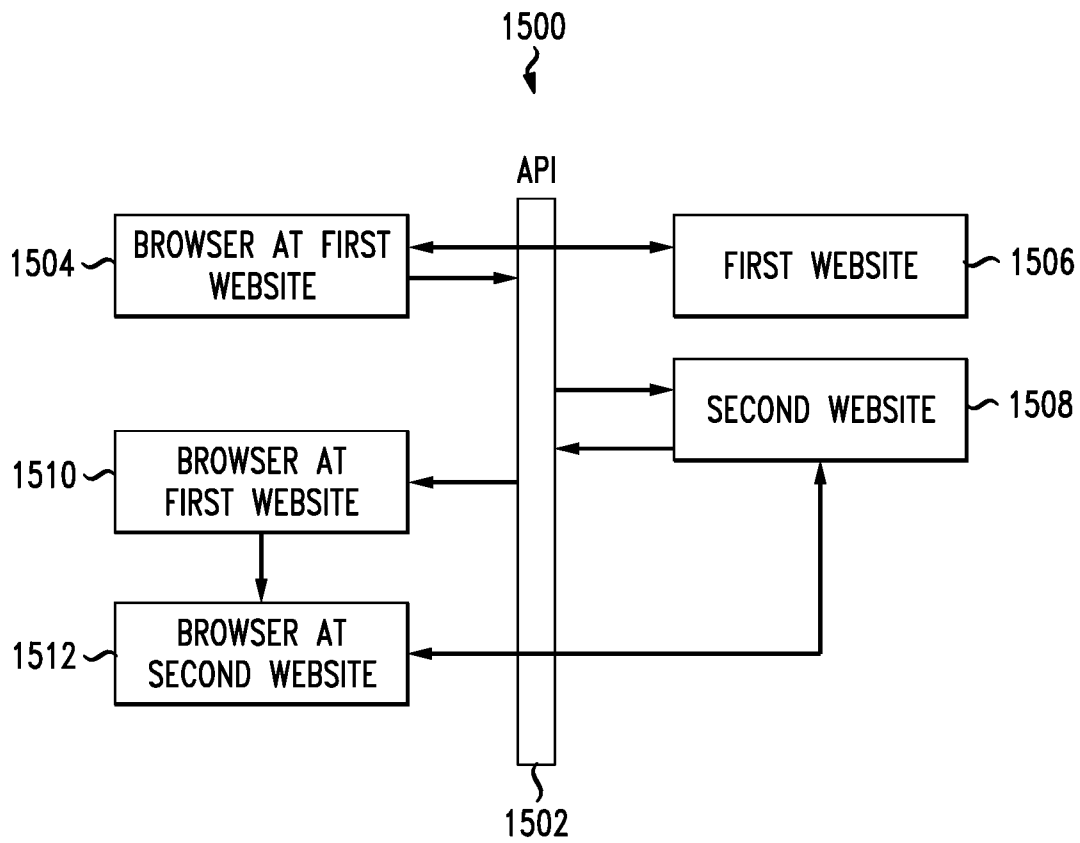 1500
API
BROWSER AT FIRST
WEBSITE
1504
FIRST WEBSITE
1506
SECOND WEBSITE
1508
BROWSER AT
FIRST WEBSITE
1510
BROWSER AT
SECOND WEBSITE
1512
1502